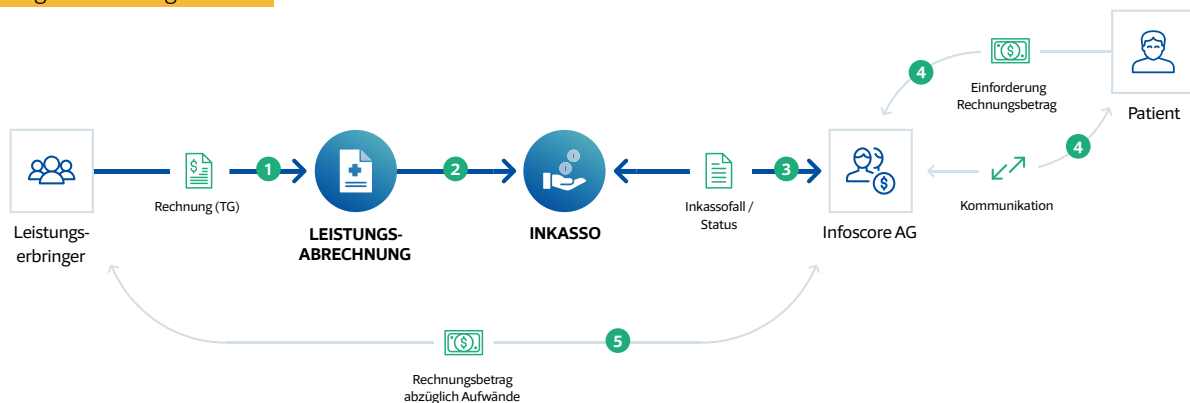 4
Einforderung
Rechnungsbetrag
Patient
4
1
2
3
Rechnung (TG)
Inkassofall /
Status
Kommunikation
Leistungs-
erbringer
LEISTUNGS-
ABRECHNUNG
INKASSO
Infoscore AG
5
Rechnungsbetrag
abzüglich Aufwände